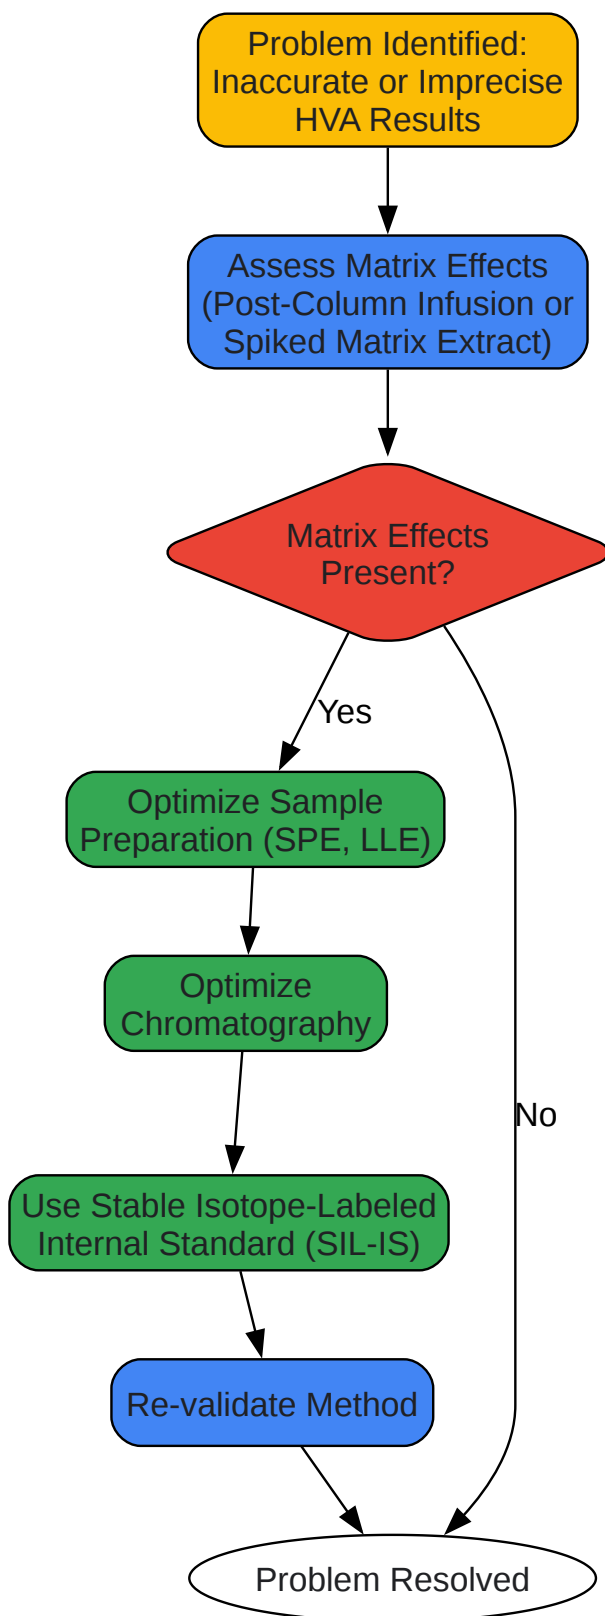 Problem Identified:
Inaccurate or Imprecise
HVA Results
Assess Matrix Effects
(Post-Column Infusion or
Spiked Matrix Extract)
Matrix Effects
Present?
Yes
Optimize Sample
Preparation (SPE, LLE)
Optimize
Chromatography
No
Use Stable Isotope-Labeled
Internal Standard (SIL-IS)
Re-validate Method
Problem Resolved